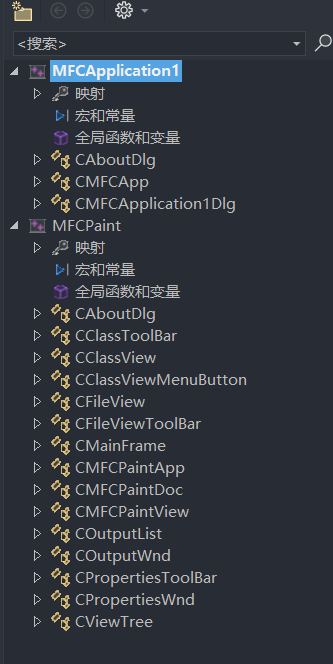 <搜索>
MFCApplication1
映射
宏和常量
全局函数和变量
CAboutDlg
CMFCApp
CMFCApplication1Dlg
MFCPaint
映射
宏和常量
全局函数和变量
CAboutDlg
CClassToolBar
CClassView
CClassViewMenuButton
CFileView
CFileViewToolBar
CMainFrame
CMFCPaintApp
CMFCPaintDoc
CMFCPaintView
COutputList
COutputWnd
CPropertiesToolBar
CPropertiesWnd
CViewTree